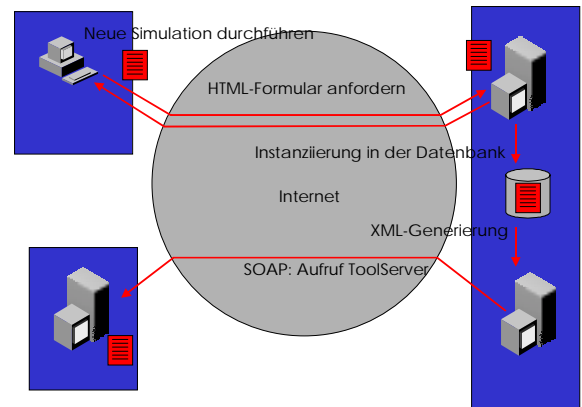 Neue Simulation durchführen
HTML-Formular anfordern
Instanziierung in der Datenbank
Internet
XML-Generierung
SOAP: Aufruf ToolServer